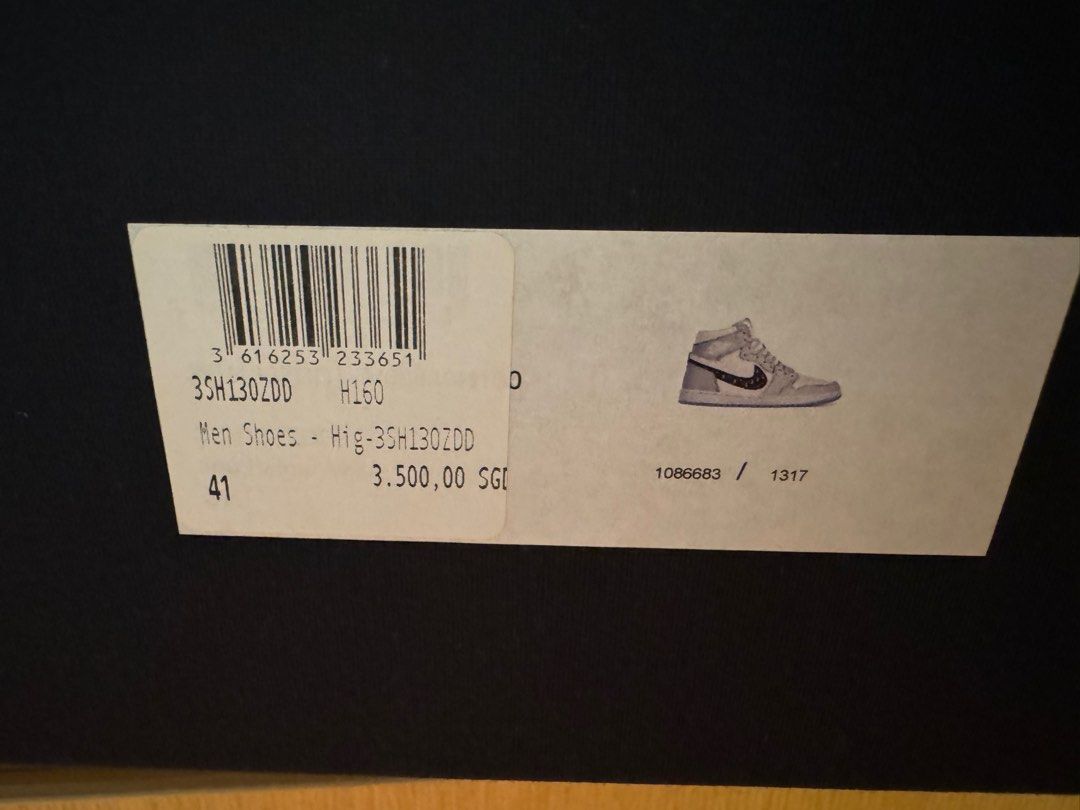 3 616253 233651
3SH130ZDD H160
Men Shoes - Hig-3SH130ZDD
3.500,00 SGD
41
O
1086683 / 1317